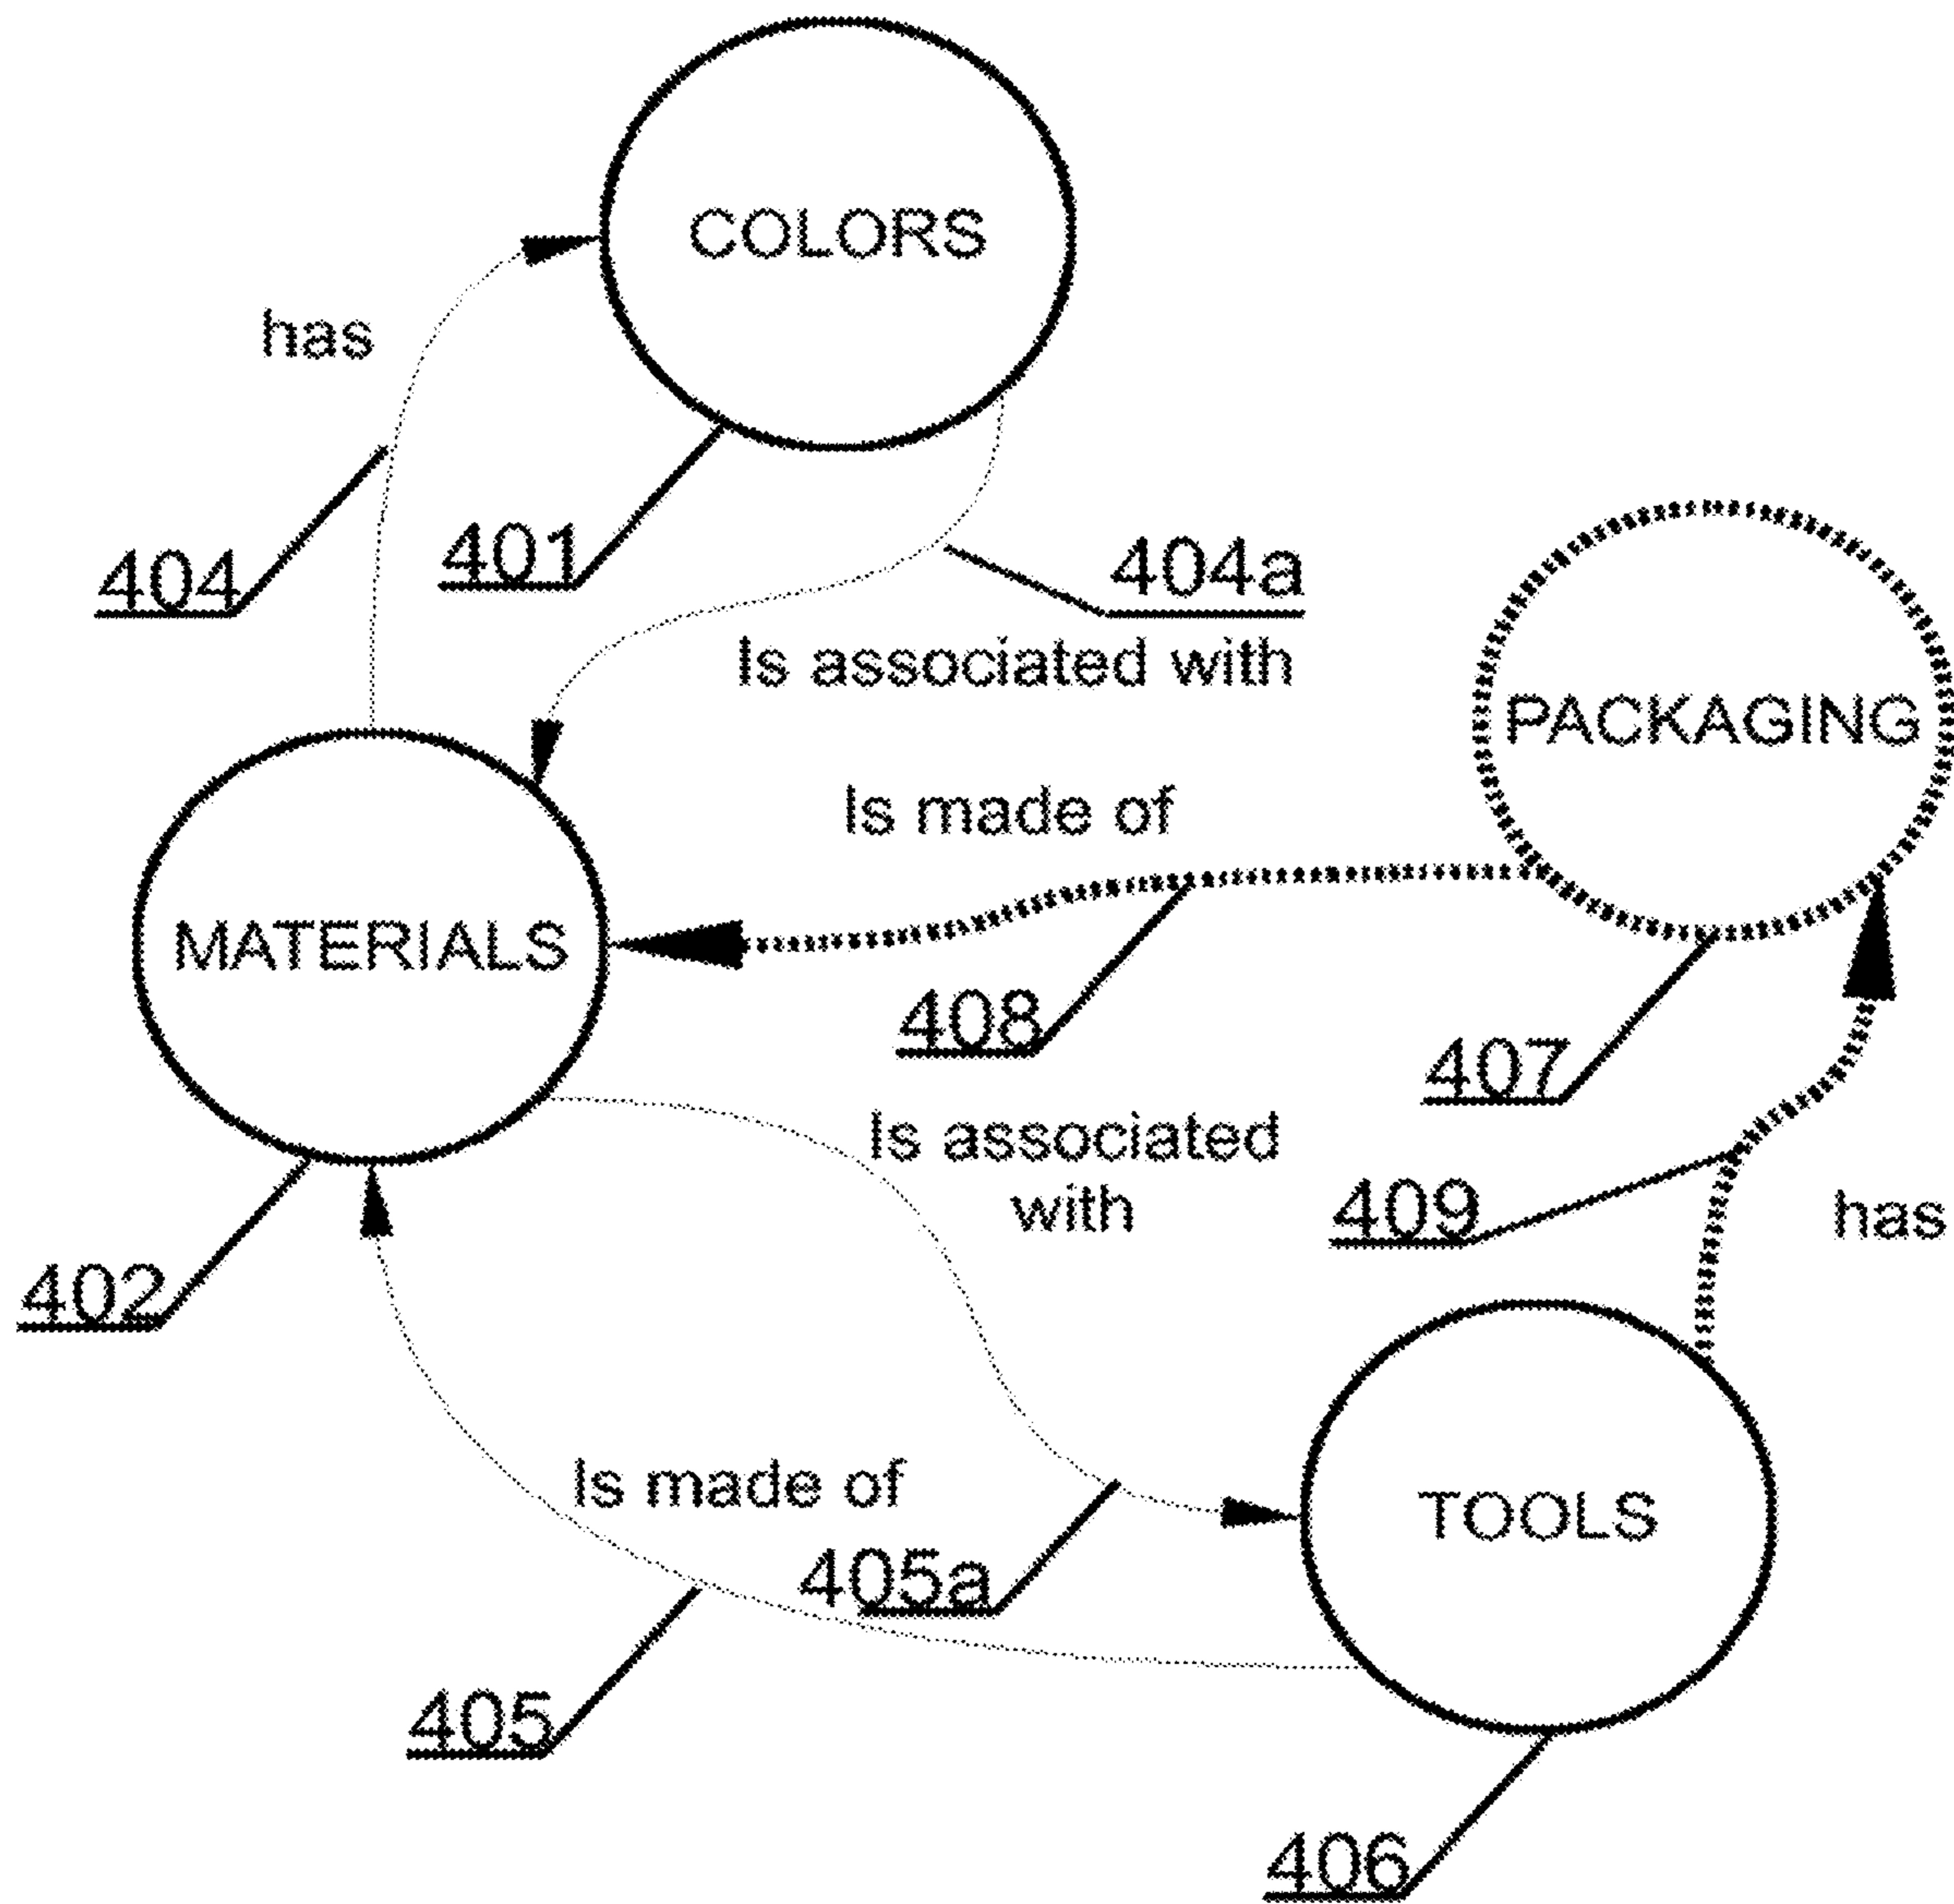 COLORS
has
401
404
404a
Is associated with
PACKAGING
Is made of
MATERIALS
408
407
Is associated
with
409
has
402
Is made of
TOOLS
405a
405
406